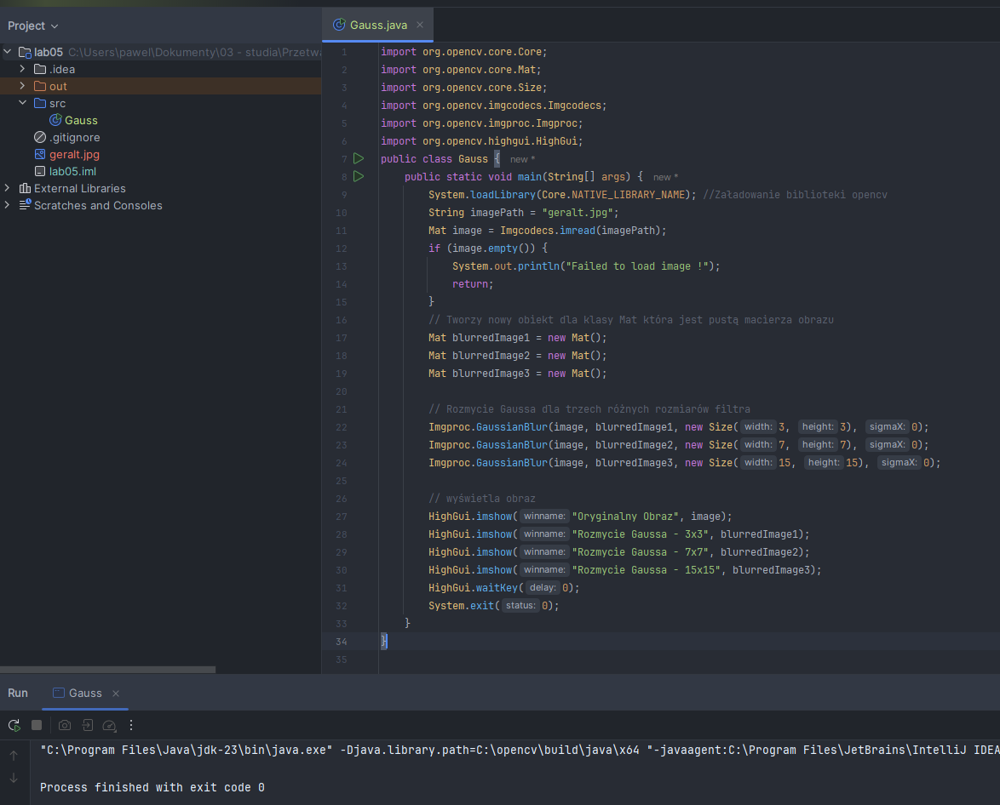 Project
Gauss.java
lab05 C:\Users\pawel\Dokumenty\03 - studia\Przetwa
.idea
out
src
Gauss
.gitignore
geralt.jpg
lab05.iml
External Libraries
Scratches and Consoles
1 import org.opencv.core.Core;
2 import org.opencv.core.Mat;
3 import org.opencv.core.Size;
4 import org.opencv.imgcodecs.Imgcodecs;
5 import org.opencv.imgproc.Imgproc;
6 import org.opencv.highgui.HighGui;
7 public class Gauss { new *
8 public static void main(String[] args) { new *
9 System.loadLibrary(Core.NATIVE_LIBRARY_NAME); //Załadowanie biblioteki opencv
10 String imagePath = "geralt.jpg";
11 Mat image = Imgcodecs.imread(imagePath);
12 if (image.empty()) {
13 System.out.println("Failed to load image !");
14 return;
15 }
16 // Tworzy nowy obiekt dla klasy Mat która jest pustą macierza obrazu
17 Mat blurredImage1 = new Mat();
18 Mat blurredImage2 = new Mat();
19 Mat blurredImage3 = new Mat();
20
21 // Rozmycie Gaussa dla trzech różnych rozmiarów filtra
22 Imgproc.GaussianBlur(image, blurredImage1, new Size( width: 3, height: 3), sigmaX: 0);
23 Imgproc.GaussianBlur(image, blurredImage2, new Size( width: 7, height: 7), sigmaX: 0);
24 Imgproc.GaussianBlur(image, blurredImage3, new Size( width: 15, height: 15), sigmaX: 0);
25
26 // wyświetla obraz
27 HighGui.imshow( winname: "Oryginalny Obraz", image);
28 HighGui.imshow( winname: "Rozmycie Gaussa - 3x3", blurredImage1);
29 HighGui.imshow( winname: "Rozmycie Gaussa - 7x7", blurredImage2);
30 HighGui.imshow( winname: "Rozmycie Gaussa - 15x15", blurredImage3);
31 HighGui.waitKey( delay: 0);
32 System.exit( status: 0);
33 }
34 }
35
Run
Gauss
"C:\Program Files\Java\jdk-23\bin\java.exe" -Djava.library.path=C:\opencv\build\java\x64 "-javaagent:C:\Program Files\JetBrains\IntelliJ IDEA
Process finished with exit code 0